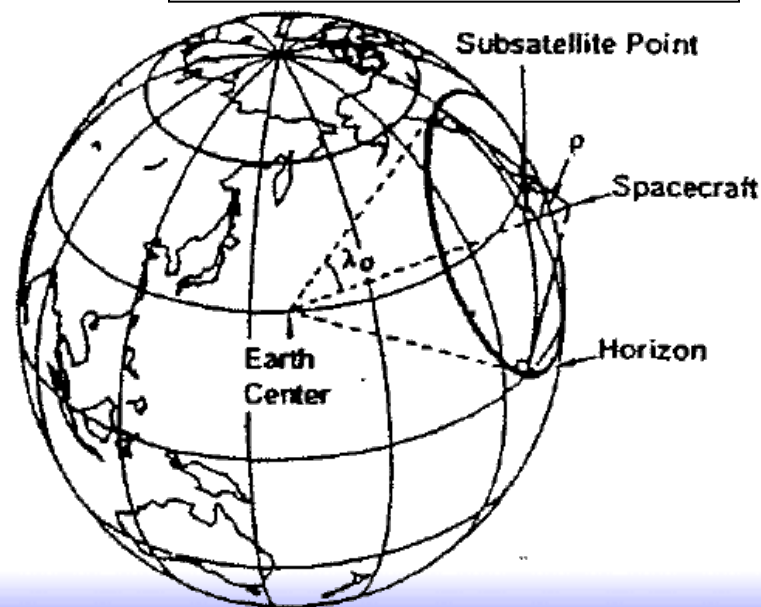 Subsatellite Point
ρ
Spacecraft
λ₀
Horizon
Earth
Center